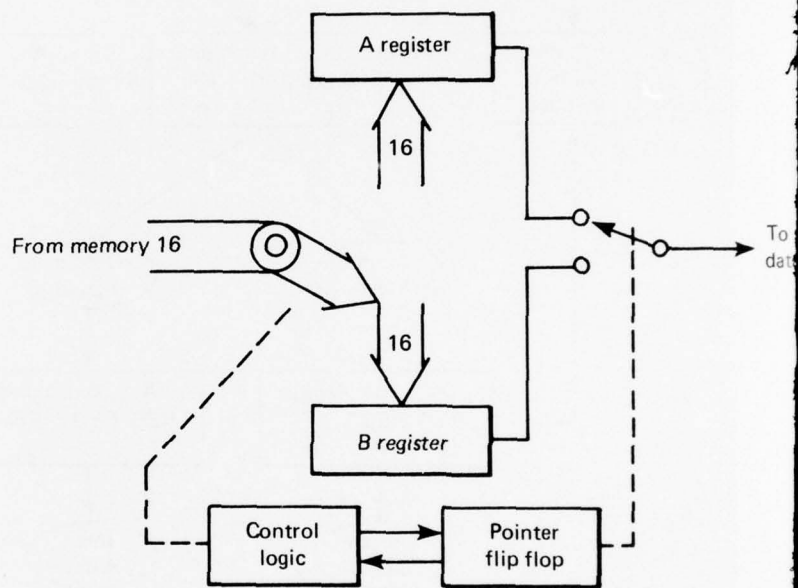 A register
16
From memory 16
To
16
B register
Control
logic
Pointer
flip flop